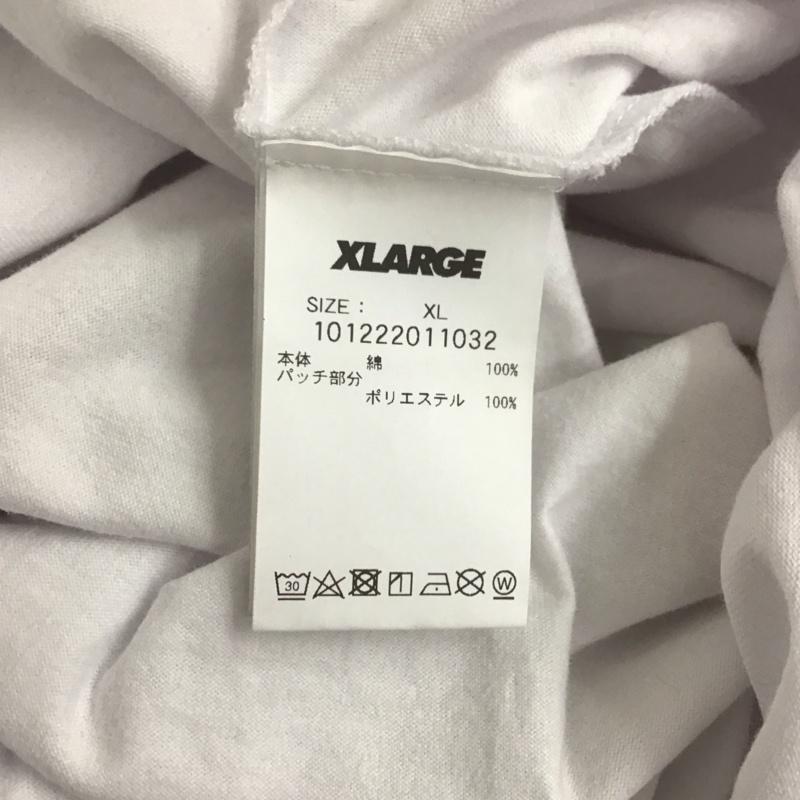 XLARGE
SIZE : XL
101222011032
本体 綿 100%
パッチ部分
ポリエステル 100%
30 W